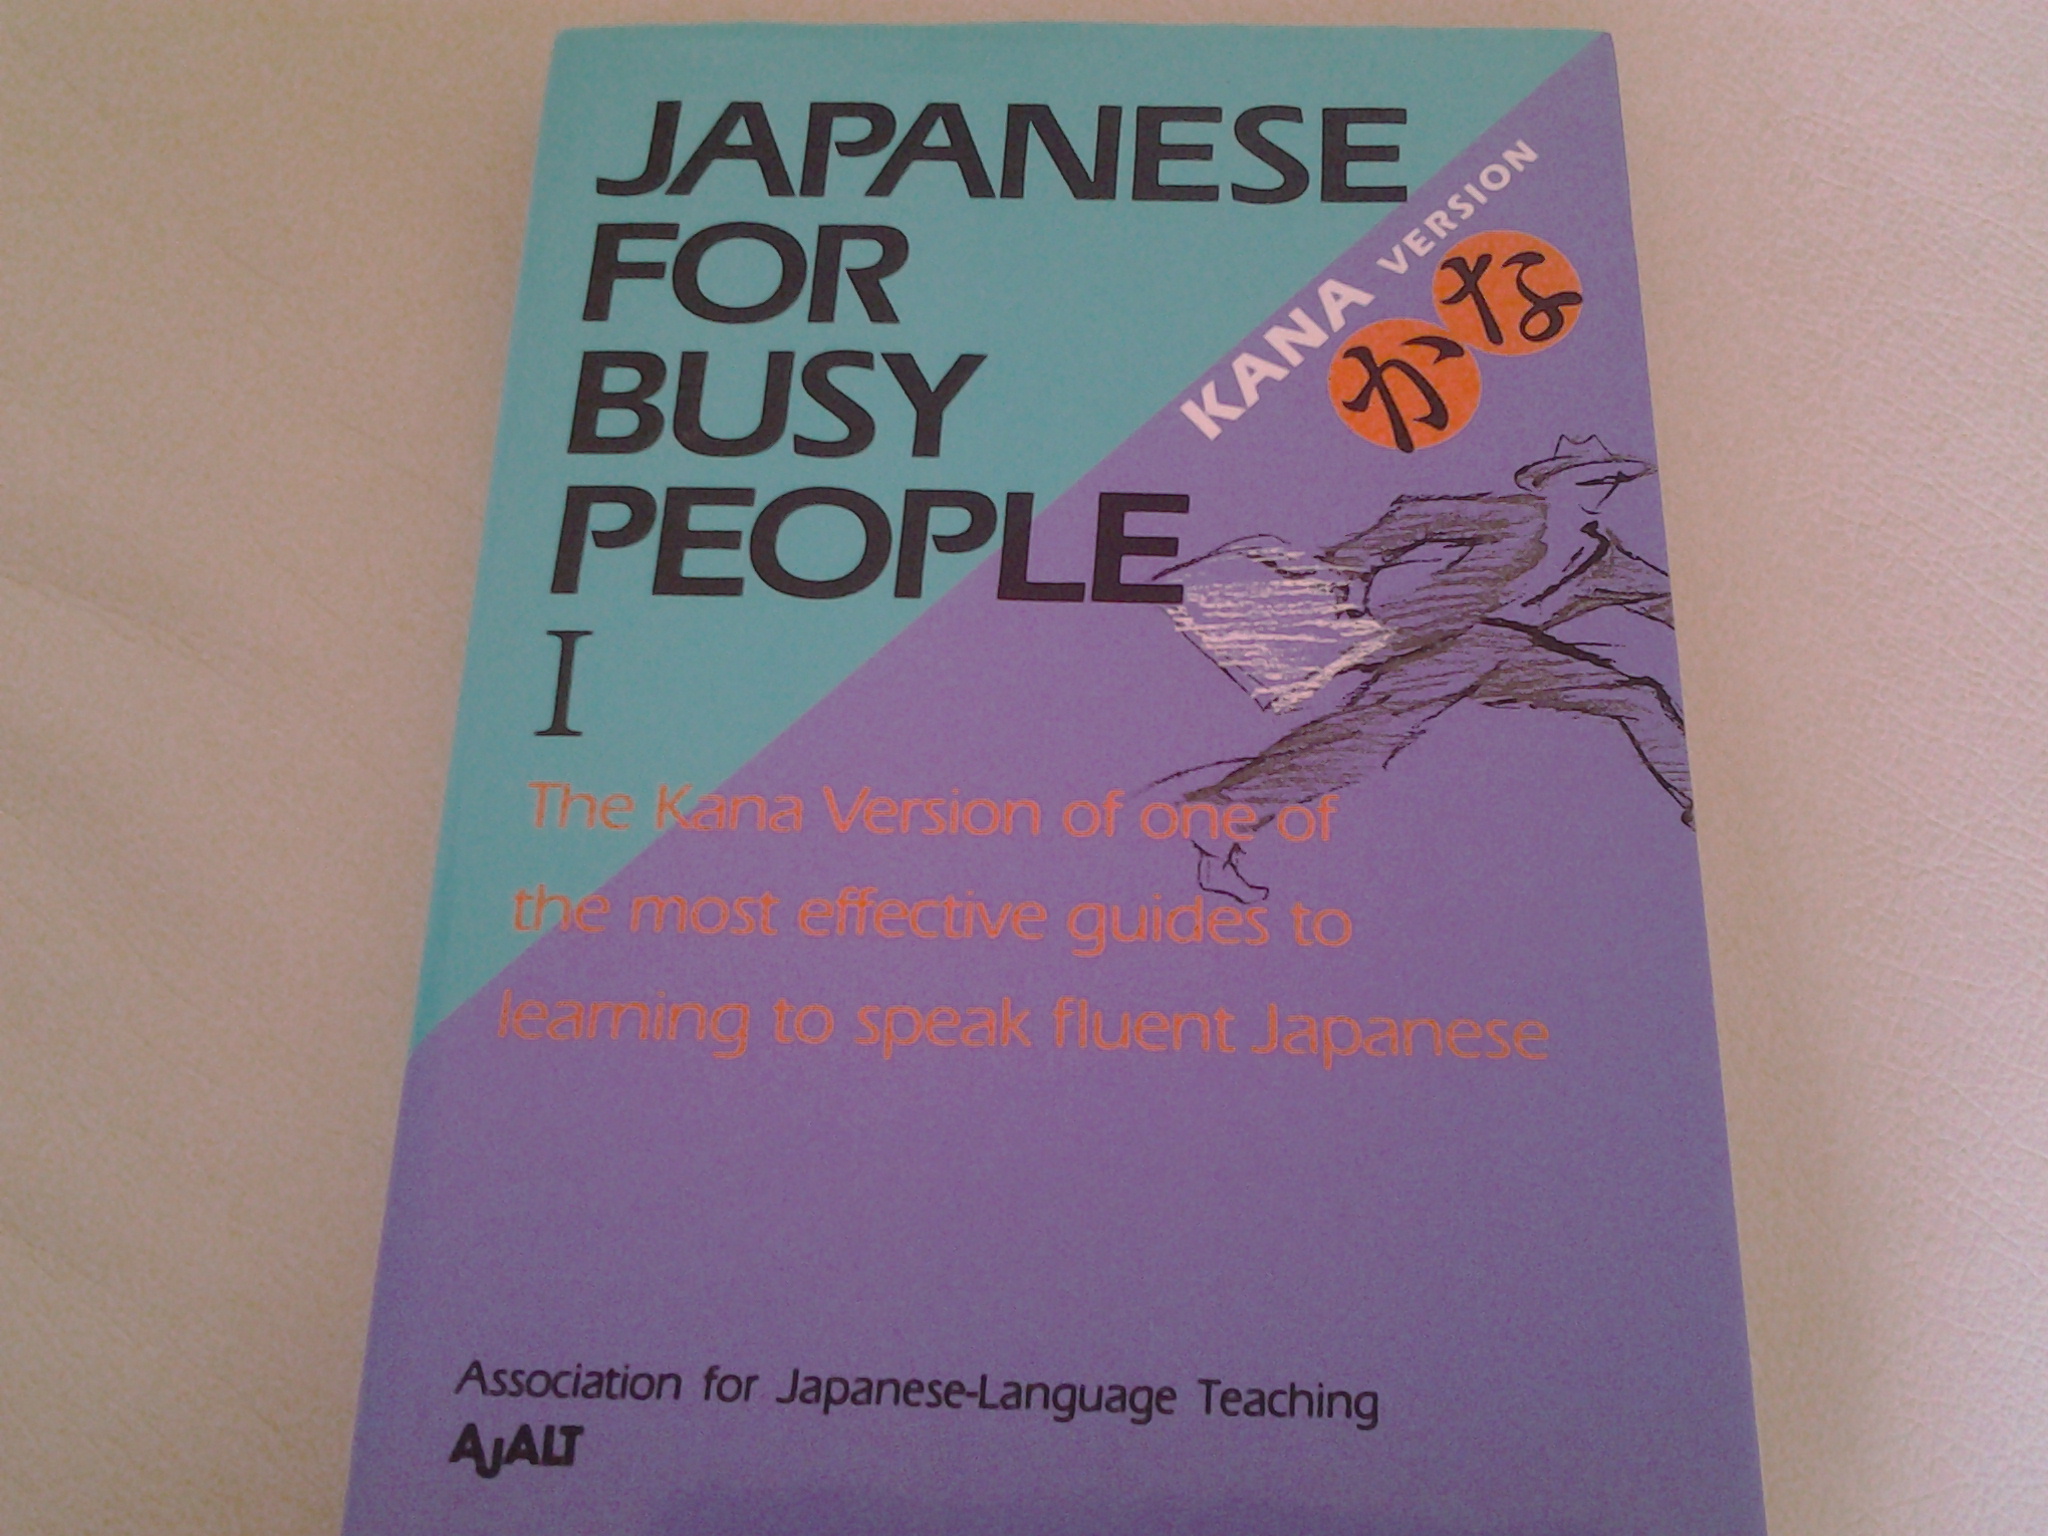 JAPANESE
FOR
BUSY
PEOPLE
I
KANA VERSION
かな
The Kana Version of one of
the most effective guides to
learning to speak fluent Japanese
Association for Japanese-Language Teaching
AJALT